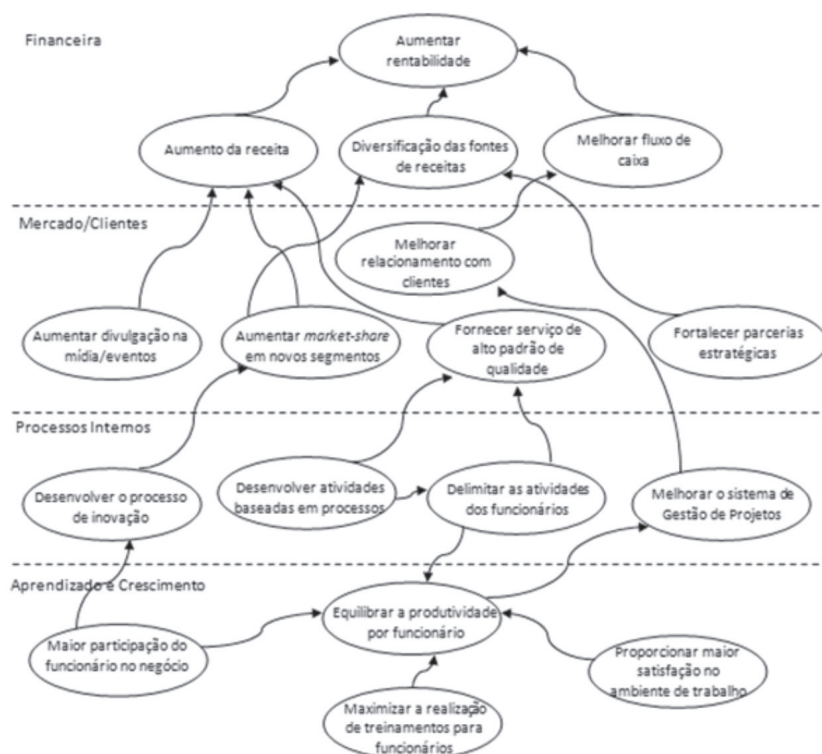 Financeira
Aumentar
rentabilidade
Aumento da receita
Diversificação das fontes
de receitas
Melhorar fluxo de
caixa
Mercado/Clientes
Melhorar
relacionamento com
clientes
Aumentar divulgação na
mídia/eventos
Aumentar market-share
em novos segmentos
Fornecer serviço de
alto padrão de
qualidade
Fortalecer parcerias
estratégicas
Processos Internos
Desenvolver o processo
de inovação
Desenvolver atividades
baseadas em processos
Delimitar as atividades
dos funcionários
Melhorar o sistema de
Gestão de Projetos
Aprendizado e Crescimento
Maior participação do
funcionário no negócio
Equilibrar a produtividade
por funcionário
Proporcionar maior
satisfação no
ambiente de trabalho
Maximizar a realização
de treinamentos para
funcionários